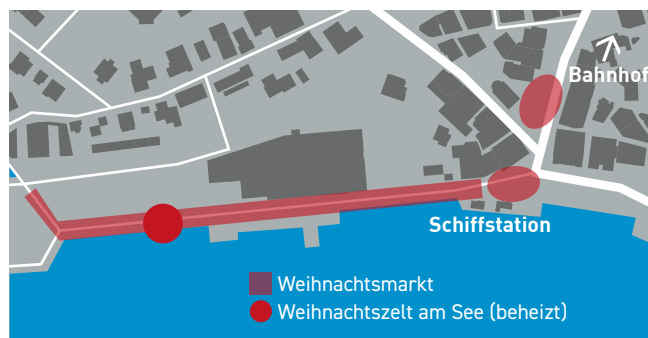 Bahnhof
Schiffstation
Weihnachtsmarkt
Weihnachtszelt am See (beheizt)